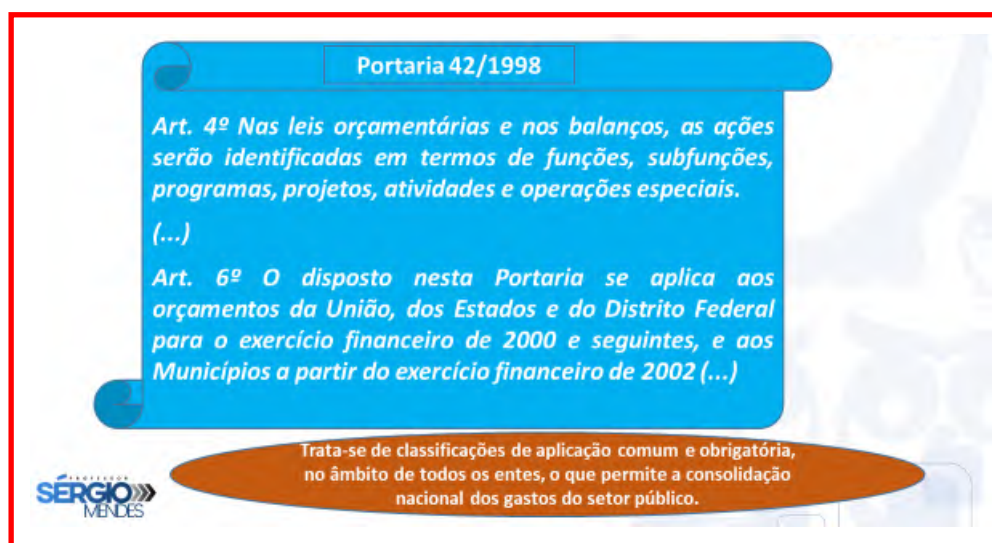 Portaria 42/1998
Art. 4º Nas leis orçamentárias e nos balanços, as ações
serão identificadas em termos de funções, subfunções,
programas, projetos, atividades e operações especiais.
(...)
Art. 6º O disposto nesta Portaria se aplica aos
orçamentos da União, dos Estados e do Distrito Federal
para o exercício financeiro de 2000 e seguintes, e aos
Municípios a partir do exercício financeiro de 2002 (...)
Trata-se de classificações de aplicação comum e obrigatória,
no âmbito de todos os entes, o que permite a consolidação
nacional dos gastos do setor público.
PROFESSOR
SÉRGIO
MENDES